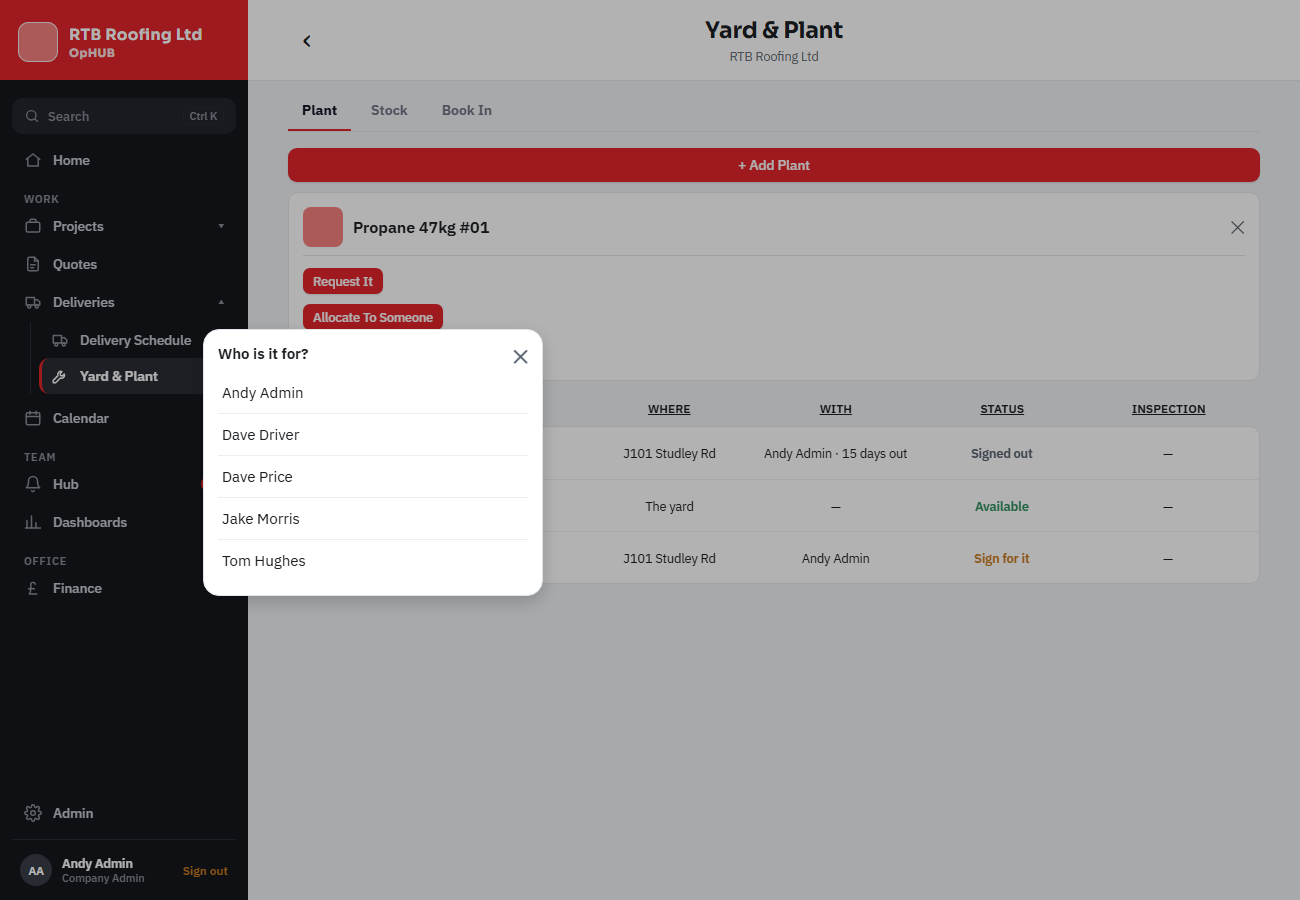 RTB Roofing Ltd
OpHUB
Search
Ctrl K
Home
WORK
Projects
Quotes
Deliveries
Delivery Schedule
Yard & Plant
Calendar
TEAM
Hub
Dashboards
OFFICE
Finance
Admin
AA
Andy Admin
Company Admin
Sign out
Yard & Plant
RTB Roofing Ltd
Plant
Stock
Book In
+ Add Plant
Propane 47kg #01
Request It
Allocate To Someone
Who is it for?
Andy Admin
Dave Driver
Dave Price
Jake Morris
Tom Hughes
WHERE WITH STATUS INSPECTION
J101 Studley Rd Andy Admin · 15 days out Signed out —
The yard — Available —
J101 Studley Rd Andy Admin Sign for it —